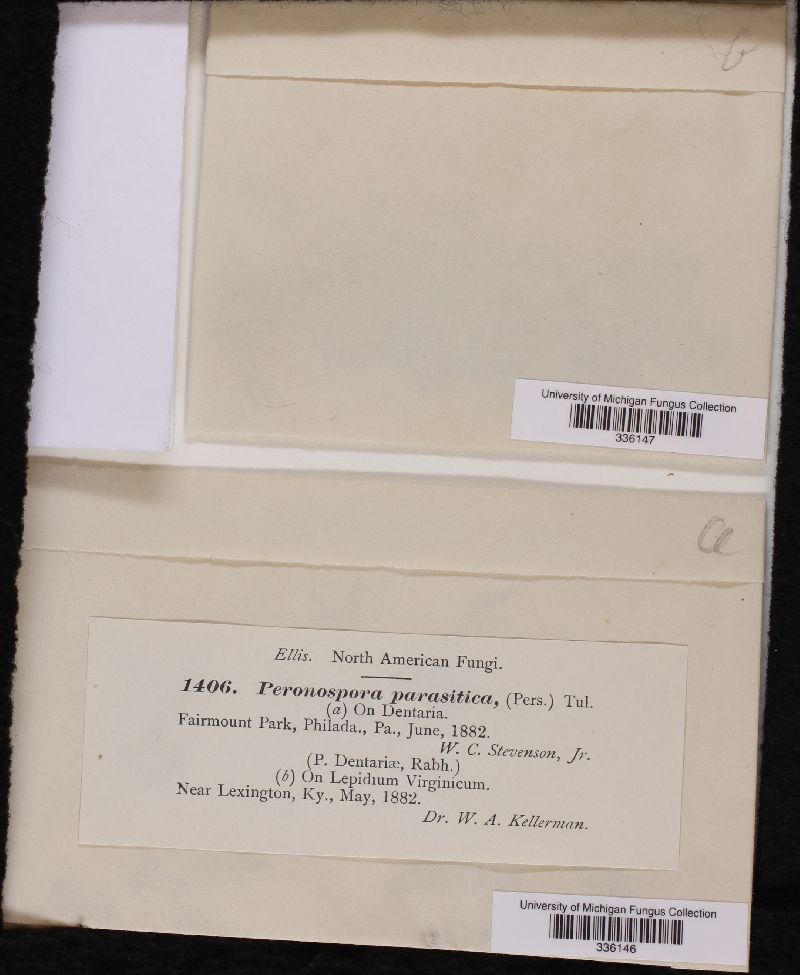 b
University of Michigan Fungus Collection
336147
a
Ellis. North American Fungi.
1406. Peronospora parasitica, (Pers.) Tul.
(a) On Dentaria.
Fairmount Park, Philada., Pa., June, 1882.
W. C. Stevenson, Jr.
(P. Dentariæ, Rabh.)
(b) On Lepidium Virginicum.
Near Lexington, Ky., May, 1882.
Dr. W. A. Kellerman.
University of Michigan Fungus Collection
336146